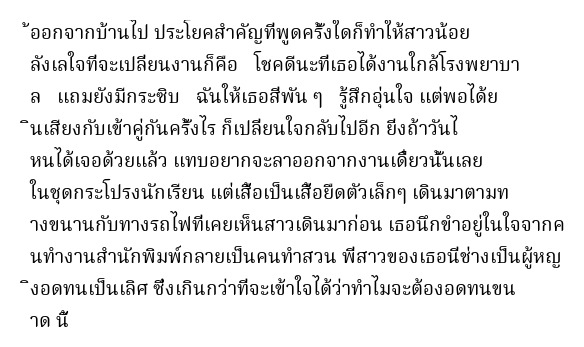 ้ออกจากบ้านไป ประโยคสำคัญที่พูดครั้งใดก็ทำให้สาวน้อย
ลังเลใจที่จะเปลี่ยนงานก็คือ โชคดีนะที่เธอได้งานใกล้โรงพยาบา
ล แถมยังมีกระซิบ ฉันให้เธอสี่พัน ๆ รู้สึกอุ่นใจ แต่พอได้ย
ินเสียงกับเข้าคู่กันครั้งไร ก็เปลี่ยนใจกลับไปอีก ยิ่งถ้าวันไ
หนได้เจอด้วยแล้ว แทบอยากจะลาออกจากงานเดี๋ยวนั้นเลย
ในชุดกระโปรงนักเรียน แต่เสื้อเป็นเสื้อยืดตัวเล็กๆ เดินมาตามท
างขนานกับทางรถไฟที่เคยเห็นสาวเดินมาก่อน เธอนึกขำอยู่ในใจจากค
นทำงานสำนักพิมพ์กลายเป็นคนทำสวน พี่สาวของเธอนี่ช่างเป็นผู้หญ
ิงอดทนเป็นเลิศ ซึ่งเกินกว่าที่จะเข้าใจได้ว่าทำไมจะต้องอดทนขน
าด นี้